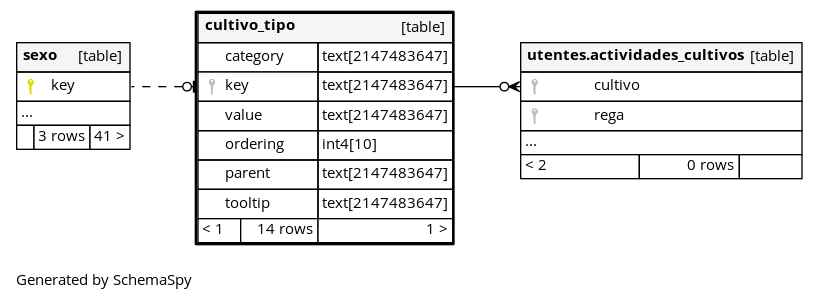 sexo [table]
key
...
3 rows 41 >
cultivo_tipo [table]
category text[2147483647]
key text[2147483647]
value text[2147483647]
ordering int4[10]
parent text[2147483647]
tooltip text[2147483647]
< 1 14 rows 1 >
utentes.actividades_cultivos [table]
cultivo
rega
...
< 2 0 rows
Generated by SchemaSpy